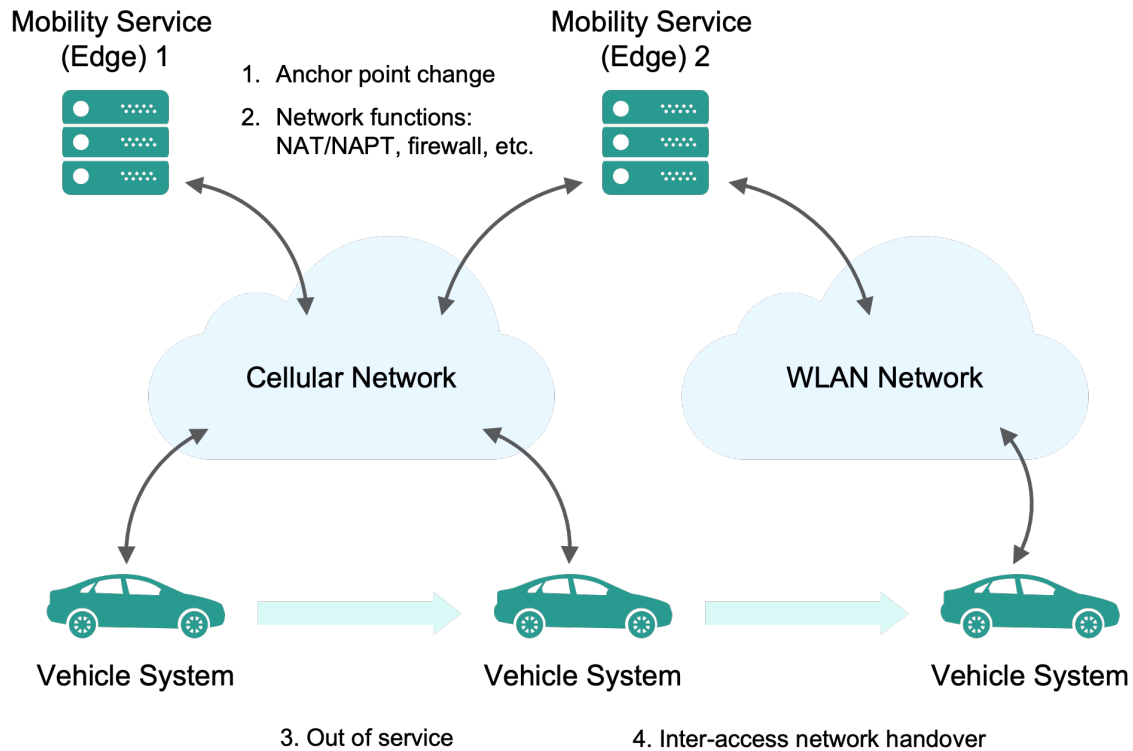 Mobility Service
(Edge) 1
Mobility Service
(Edge) 2
1. Anchor point change
2. Network functions:
NAT/NAPT, firewall, etc.
Cellular Network
WLAN Network
Vehicle System
Vehicle System
Vehicle System
3. Out of service
4. Inter-access network handover